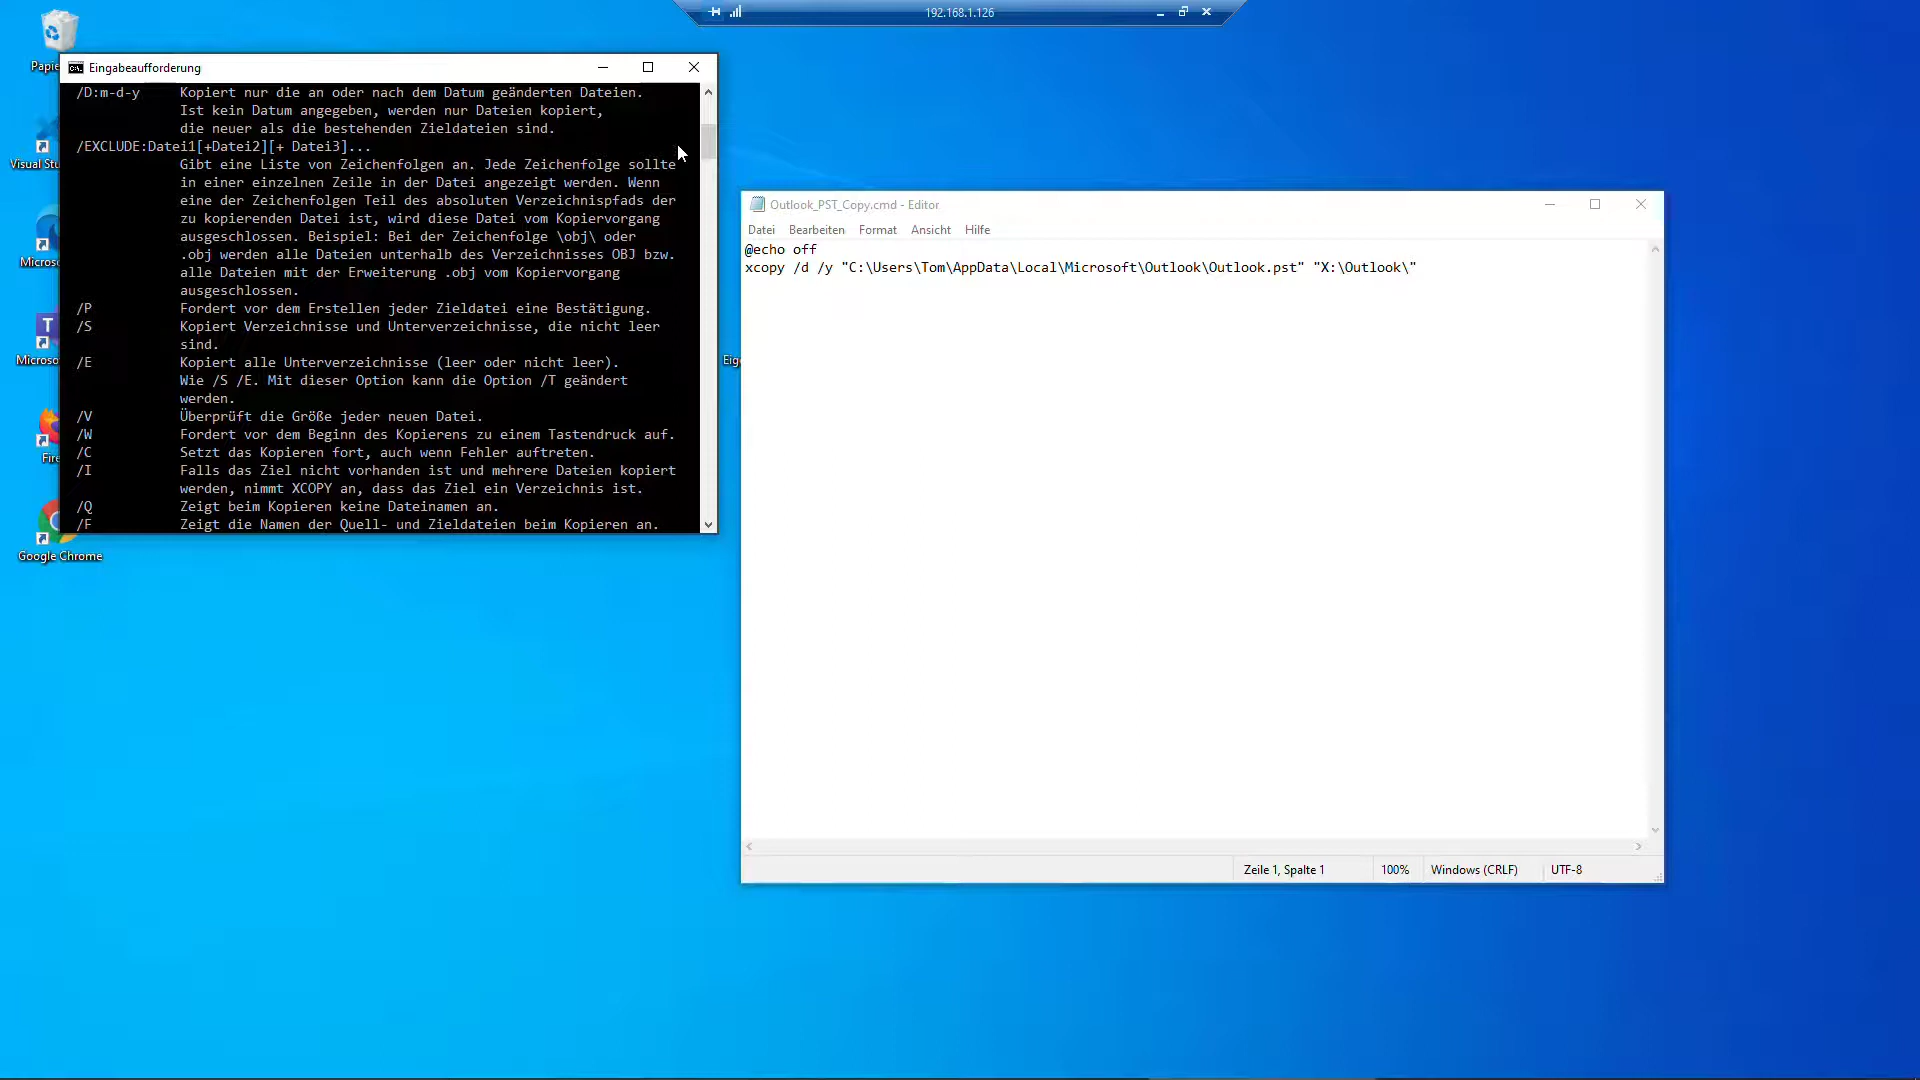 192.168.1.126
Papie
Eingabeaufforderung
/D:m-d-y Kopiert nur die an oder nach dem Datum geänderten Dateien.
Ist kein Datum angegeben, werden nur Dateien kopiert,
die neuer als die bestehenden Zieldateien sind.
/EXCLUDE:Datei1[+Datei2][+ Datei3]...
Gibt eine Liste von Zeichenfolgen an. Jede Zeichenfolge sollte
in einer einzelnen Zeile in der Datei angezeigt werden. Wenn
eine der Zeichenfolgen Teil des absoluten Verzeichnispfads der
zu kopierenden Datei ist, wird diese Datei vom Kopiervorgang
ausgeschlossen. Beispiel: Bei der Zeichenfolge \obj\ oder
.obj werden alle Dateien unterhalb des Verzeichnisses OBJ bzw.
alle Dateien mit der Erweiterung .obj vom Kopiervorgang
ausgeschlossen.
/P Fordert vor dem Erstellen jeder Zieldatei eine Bestätigung.
/S Kopiert Verzeichnisse und Unterverzeichnisse, die nicht leer
sind.
/E Kopiert alle Unterverzeichnisse (leer oder nicht leer).
Wie /S /E. Mit dieser Option kann die Option /T geändert
werden.
/V Überprüft die Größe jeder neuen Datei.
/W Fordert vor dem Beginn des Kopierens zu einem Tastendruck auf.
/C Setzt das Kopieren fort, auch wenn Fehler auftreten.
/I Falls das Ziel nicht vorhanden ist und mehrere Dateien kopiert
werden, nimmt XCOPY an, dass das Ziel ein Verzeichnis ist.
/Q Zeigt beim Kopieren keine Dateinamen an.
/F Zeigt die Namen der Quell- und Zieldateien beim Kopieren an.
Visual Stu
Micros
T
Microso
Fire
Google Chrome
Eige
Outlook_PST_Copy.cmd - Editor
Datei Bearbeiten Format Ansicht Hilfe
@echo off
xcopy /d /y "C:\Users\Tom\AppData\Local\Microsoft\Outlook\Outlook.pst" "X:\Outlook\"
Zeile 1, Spalte 1 100% Windows (CRLF) UTF-8